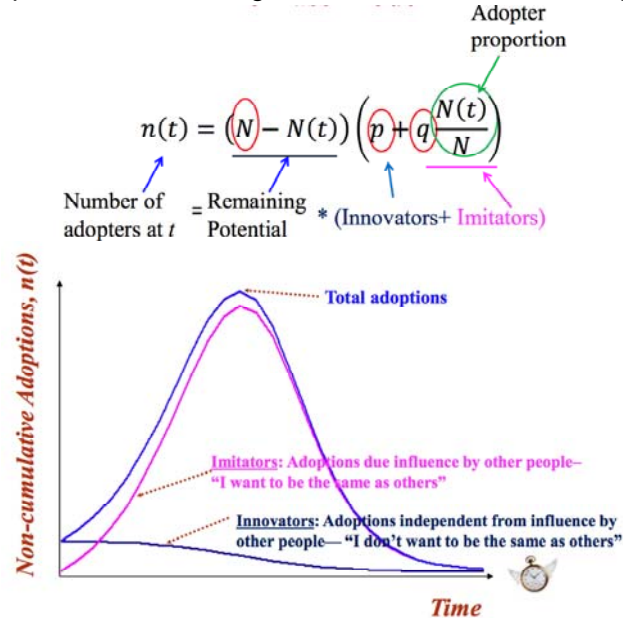 Adopter
proportion
n(t) = (N − N(t)) (p + q N(t)/N)
Number of
adopters at t
= Remaining
Potential
* (Innovators+ Imitators)
Non-cumulative Adoptions, n(t)
Total adoptions
Imitators: Adoptions due influence by other people–
“I want to be the same as others”
Innovators: Adoptions independent from influence by
other people— “I don’t want to be the same as others”
Time